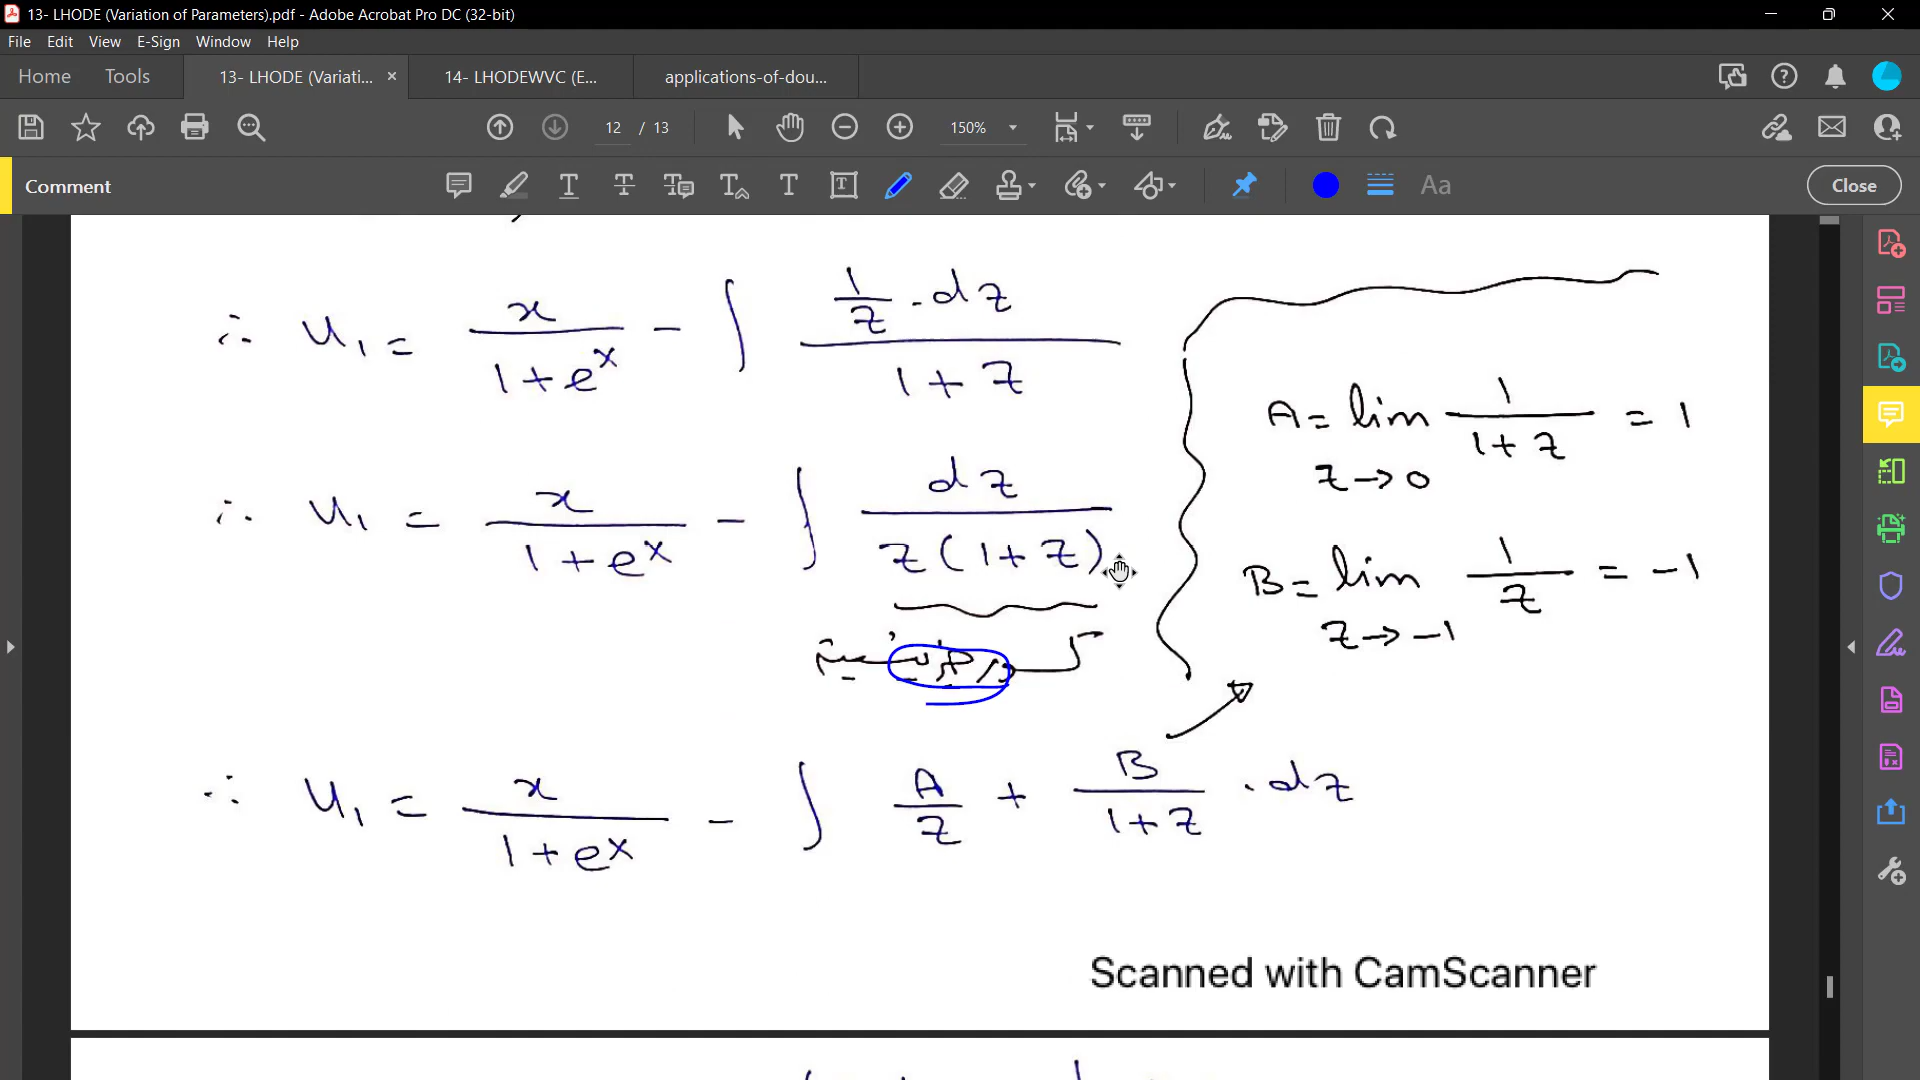 13- LHODE (Variation of Parameters).pdf - Adobe Acrobat Pro DC (32-bit)
File Edit View E-Sign Window Help
Home Tools 13- LHODE (Variati... × 14- LHODEWVC (E... applications-of-dou...
12 / 13 150%
Comment Aa Close
∴ u₁ = x/(1+eˣ) - ∫ (1/z · dz)/(1+z)
A = lim 1/(1+z) = 1
z→0
∴ u₁ = x/(1+eˣ) - ∫ dz/(z(1+z))
B = lim 1/z = -1
z→-1
∴ u₁ = x/(1+eˣ) - ∫ A/z + B/(1+z) · dz
Scanned with CamScanner